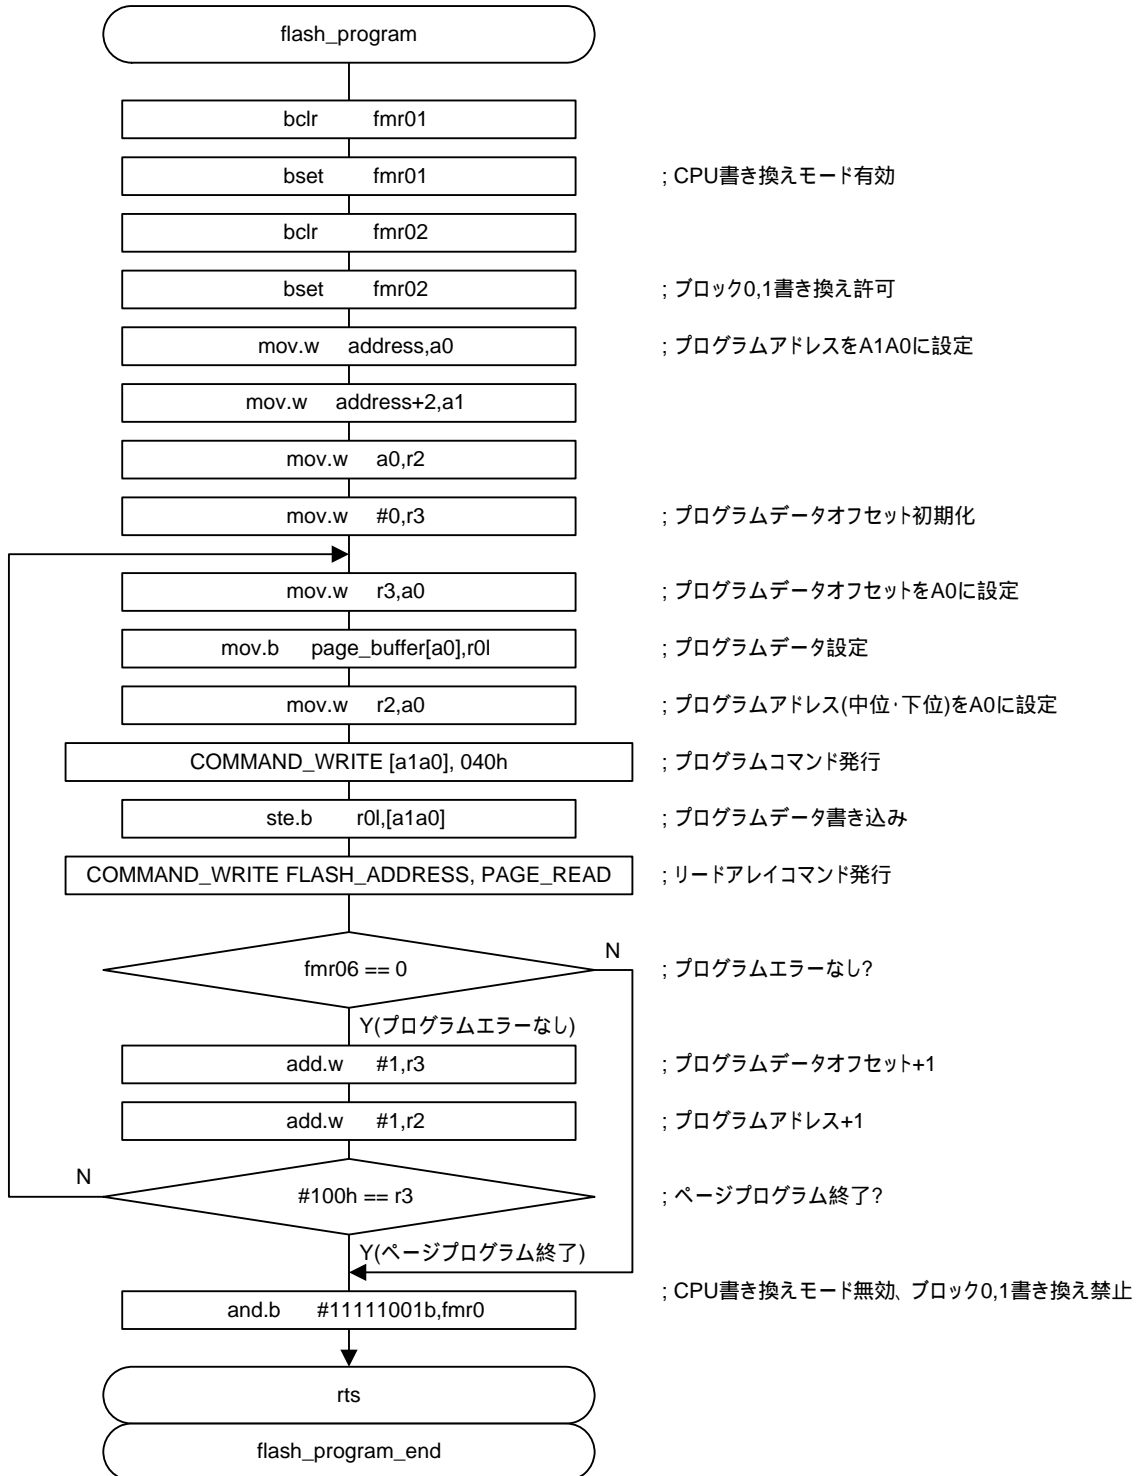 flash_program
bclr fmr01
bset fmr01 ; CPU書き換えモード有効
bclr fmr02
bset fmr02 ; ブロック0,1書き換え許可
mov.w address,a0 ; プログラムアドレスをA1A0に設定
mov.w address+2,a1
mov.w a0,r2
mov.w #0,r3 ; プログラムデータオフセット初期化
mov.w r3,a0 ; プログラムデータオフセットをA0に設定
mov.b page_buffer[a0],r0l ; プログラムデータ設定
mov.w r2,a0 ; プログラムアドレス(中位・下位)をA0に設定
COMMAND_WRITE [a1a0], 040h ; プログラムコマンド発行
ste.b r0l,[a1a0] ; プログラムデータ書き込み
COMMAND_WRITE FLASH_ADDRESS, PAGE_READ ; リードアレイコマンド発行
N
fmr06 == 0 ; プログラムエラーなし?
Y(プログラムエラーなし)
add.w #1,r3 ; プログラムデータオフセット+1
add.w #1,r2 ; プログラムアドレス+1
N
#100h == r3 ; ページプログラム終了?
Y(ページプログラム終了)
; CPU書き換えモード無効、ブロック0,1書き換え禁止
and.b #11111001b,fmr0
rts
flash_program_end